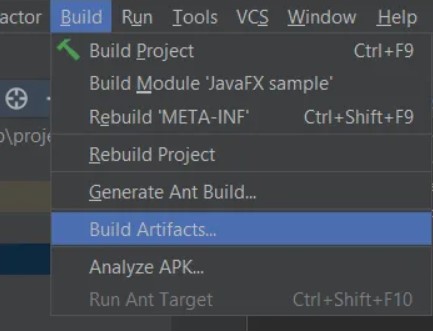 actor Build Run Tools VCS Window Help
Build Project Ctrl+F9
Build Module 'JavaFX sample'
Rebuild 'META-INF' Ctrl+Shift+F9
Rebuild Project
Generate Ant Build...
Build Artifacts...
Analyze APK...
Run Ant Target Ctrl+Shift+F10